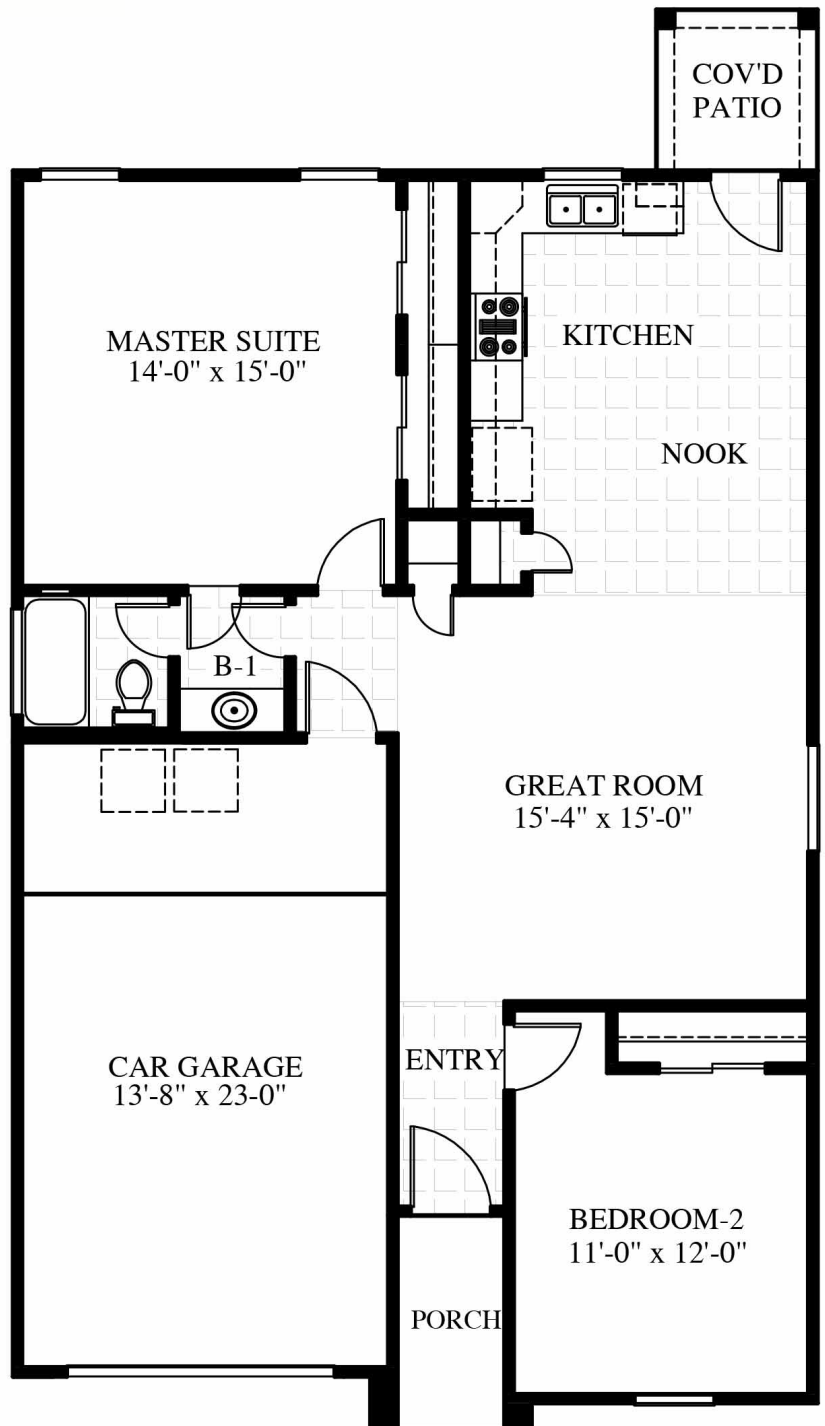 COV'D
PATIO
MASTER SUITE
14'-0" x 15'-0"
KITCHEN
NOOK
B-1
GREAT ROOM
15'-4" x 15'-0"
CAR GARAGE
13'-8" x 23-0"
ENTRY
BEDROOM-2
11'-0" x 12'-0"
PORCH